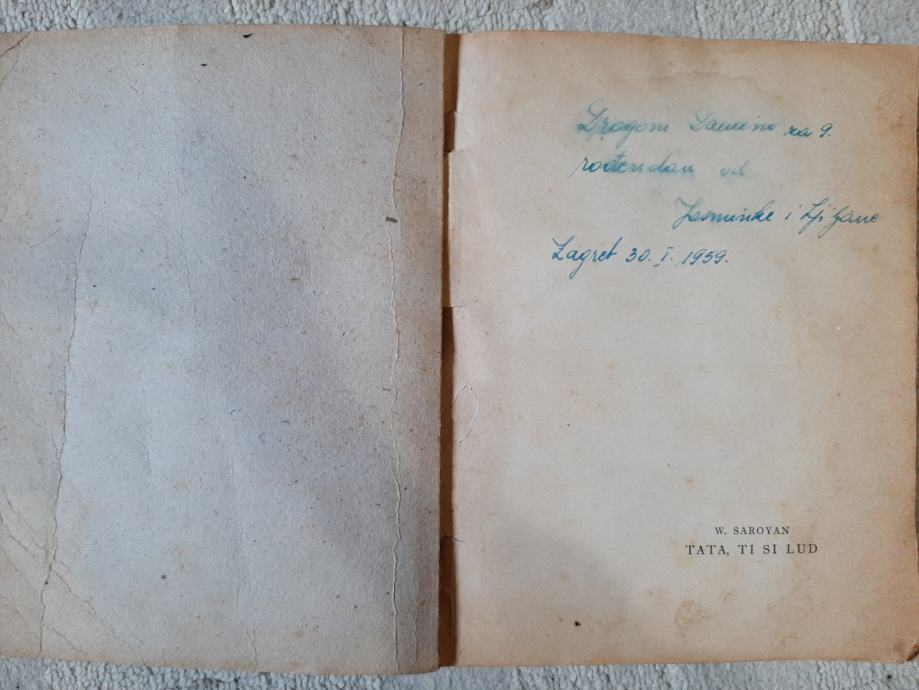 Dragom Damiru za 9.
rođendan od
Jasminke i Ljiljane
Zagreb 30. I. 1959.
W. SAROYAN
TATA, TI SI LUD